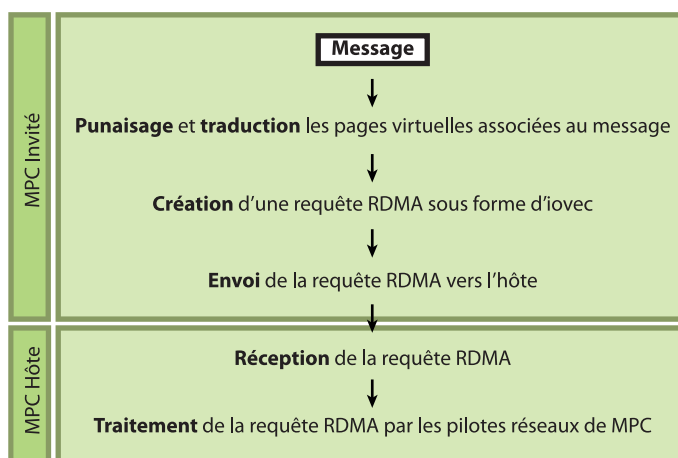 MPC Invité
Message
Punaisage et traduction les pages virtuelles associées au message
Création d'une requête RDMA sous forme d'iovec
Envoi de la requête RDMA vers l'hôte
MPC Hôte
Réception de la requête RDMA
Traitement de la requête RDMA par les pilotes réseaux de MPC